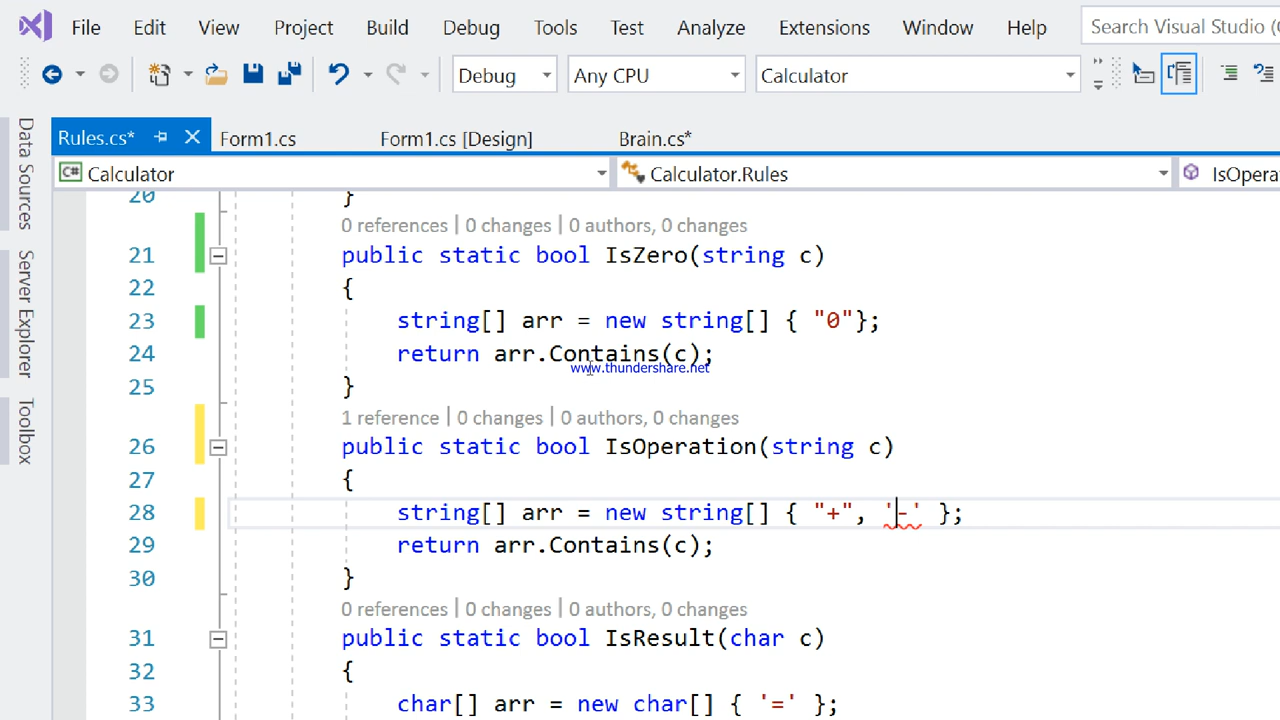 File Edit View Project Build Debug Tools Test Analyze Extensions Window Help Search Visual Studio (
Debug Any CPU Calculator
Rules.cs* Form1.cs Form1.cs [Design] Brain.cs*
C# Calculator Calculator.Rules IsOpera
Data Sources
Server Explorer
Toolbox
20 }
0 references | 0 changes | 0 authors, 0 changes
21 public static bool IsZero(string c)
22 {
23 string[] arr = new string[] { "0"};
24 return arr.Contains(c);
www.thundershare.net
25 }
1 reference | 0 changes | 0 authors, 0 changes
26 public static bool IsOperation(string c)
27 {
28 string[] arr = new string[] { "+", '-' };
29 return arr.Contains(c);
30 }
0 references | 0 changes | 0 authors, 0 changes
31 public static bool IsResult(char c)
32 {
33 char[] arr = new char[] { '=' };